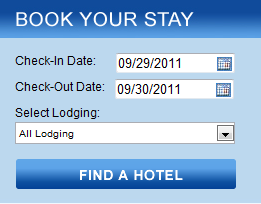 BOOK YOUR STAY
Check-In Date: 09/29/2011
Check-Out Date: 09/30/2011
Select Lodging:
All Lodging
FIND A HOTEL